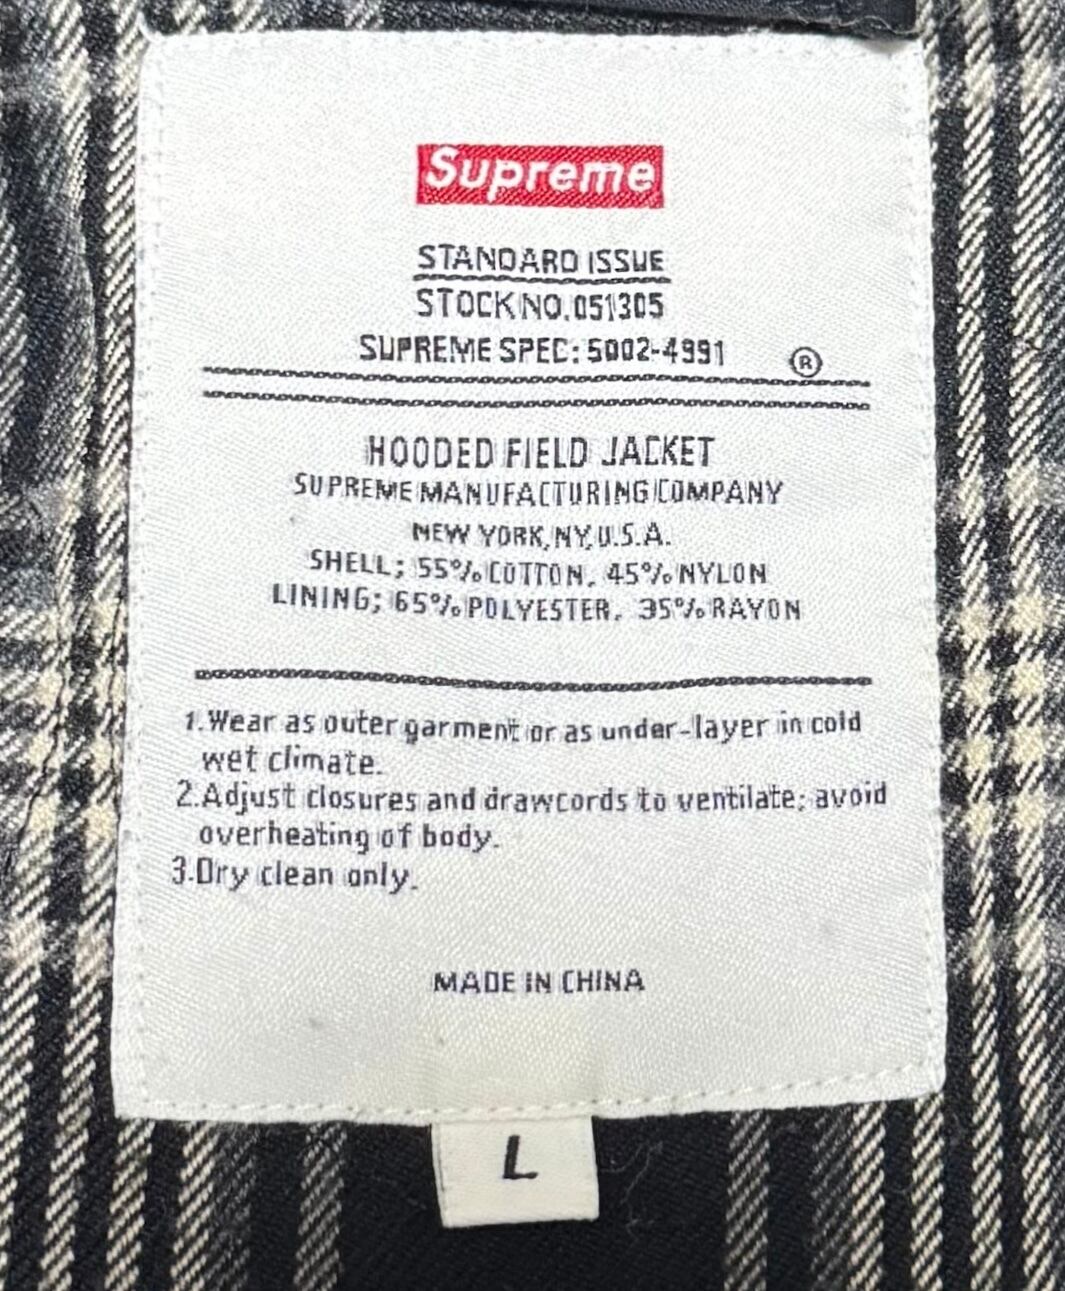 Supreme
STANDARD ISSUE
STOCK NO. 051305
SUPREME SPEC: 5002-4991 ®
HOODED FIELD JACKET
SUPREME MANUFACTURING COMPANY
NEW YORK, NY, U.S.A.
SHELL; 55% COTTON, 45% NYLON
LINING; 65% POLYESTER, 35% RAYON
1.Wear as outer garment or as under-layer in cold
wet climate.
2.Adjust closures and drawcords to ventilate; avoid
overheating of body.
3.Dry clean only.
MADE IN CHINA
L